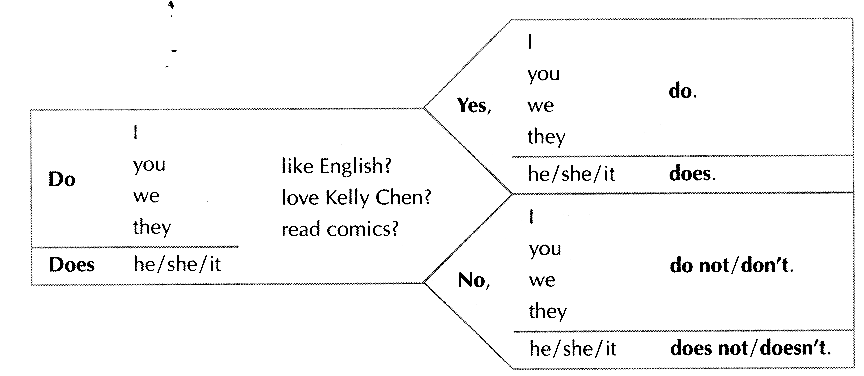 Do
I
you
we
they
Does he/she/it
like English?
love Kelly Chen?
read comics?
Yes,
I
you
we
they
do.
he/she/it does.
No,
I
you
we
they
do not/don't.
he/she/it does not/doesn't.